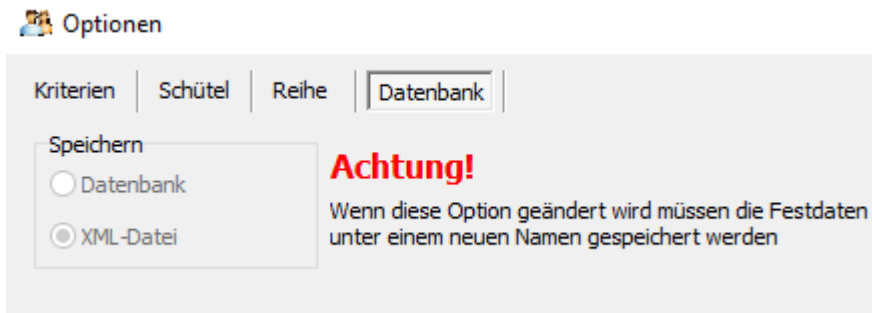 Optionen
Kriterien Schütel Reihe Datenbank
Speichern
Datenbank
XML-Datei
Achtung!
Wenn diese Option geändert wird müssen die Festdaten
unter einem neuen Namen gespeichert werden